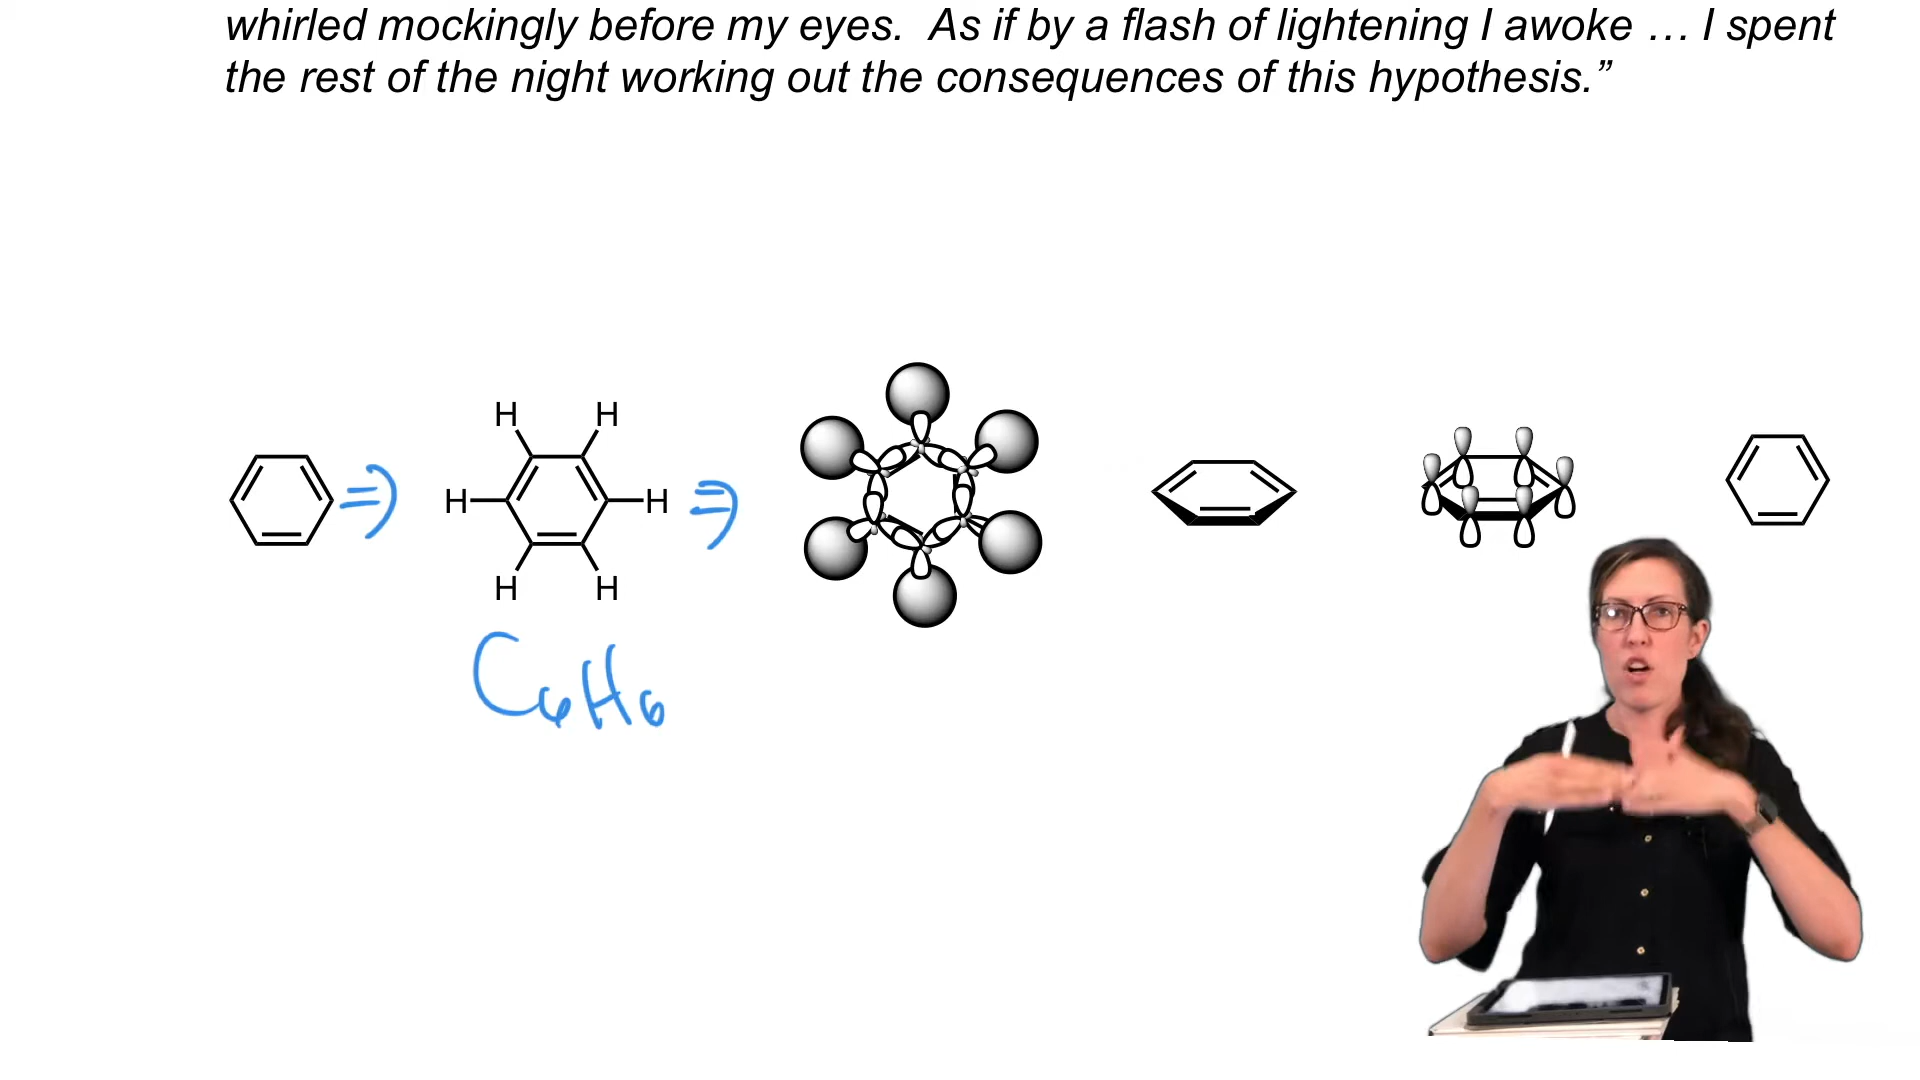 whirled mockingly before my eyes.  As if by a flash of lightening I awoke … I spent
the rest of the night working out the consequences of this hypothesis.”
H H
H H
H H
C₆H₆